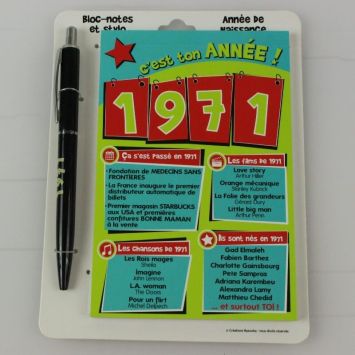 Bloc-notes
et stylo
Année de
Naissance
c'est ton ANNÉE !
1971
Ça s'est passé en 1971
• Fondation de MEDECINS SANS
FRONTIERES
• La France inaugure le premier
distributeur automatique de
billets
• Premier magasin STARBUCKS
aux USA et premières
confitures BONNE MAMAN
à la vente
Les films de 1971
Love story
Arthur Hiller
Orange mécanique
Stanley Kubrick
La Folie des grandeurs
Gérard Oury
Little big man
Arthur Penn
Les chansons de 1971
Les Rois mages
Sheila
Imagine
John Lennon
L.A. woman
The Doors
Pour un flirt
Michel Delpech
Ils sont nés en 1971
Gad Elmaleh
Fabien Barthez
Charlotte Gainsbourg
Pete Sampras
Adriana Karembeu
Alexandra Lamy
Matthieu Chedid
... et surtout TOI !